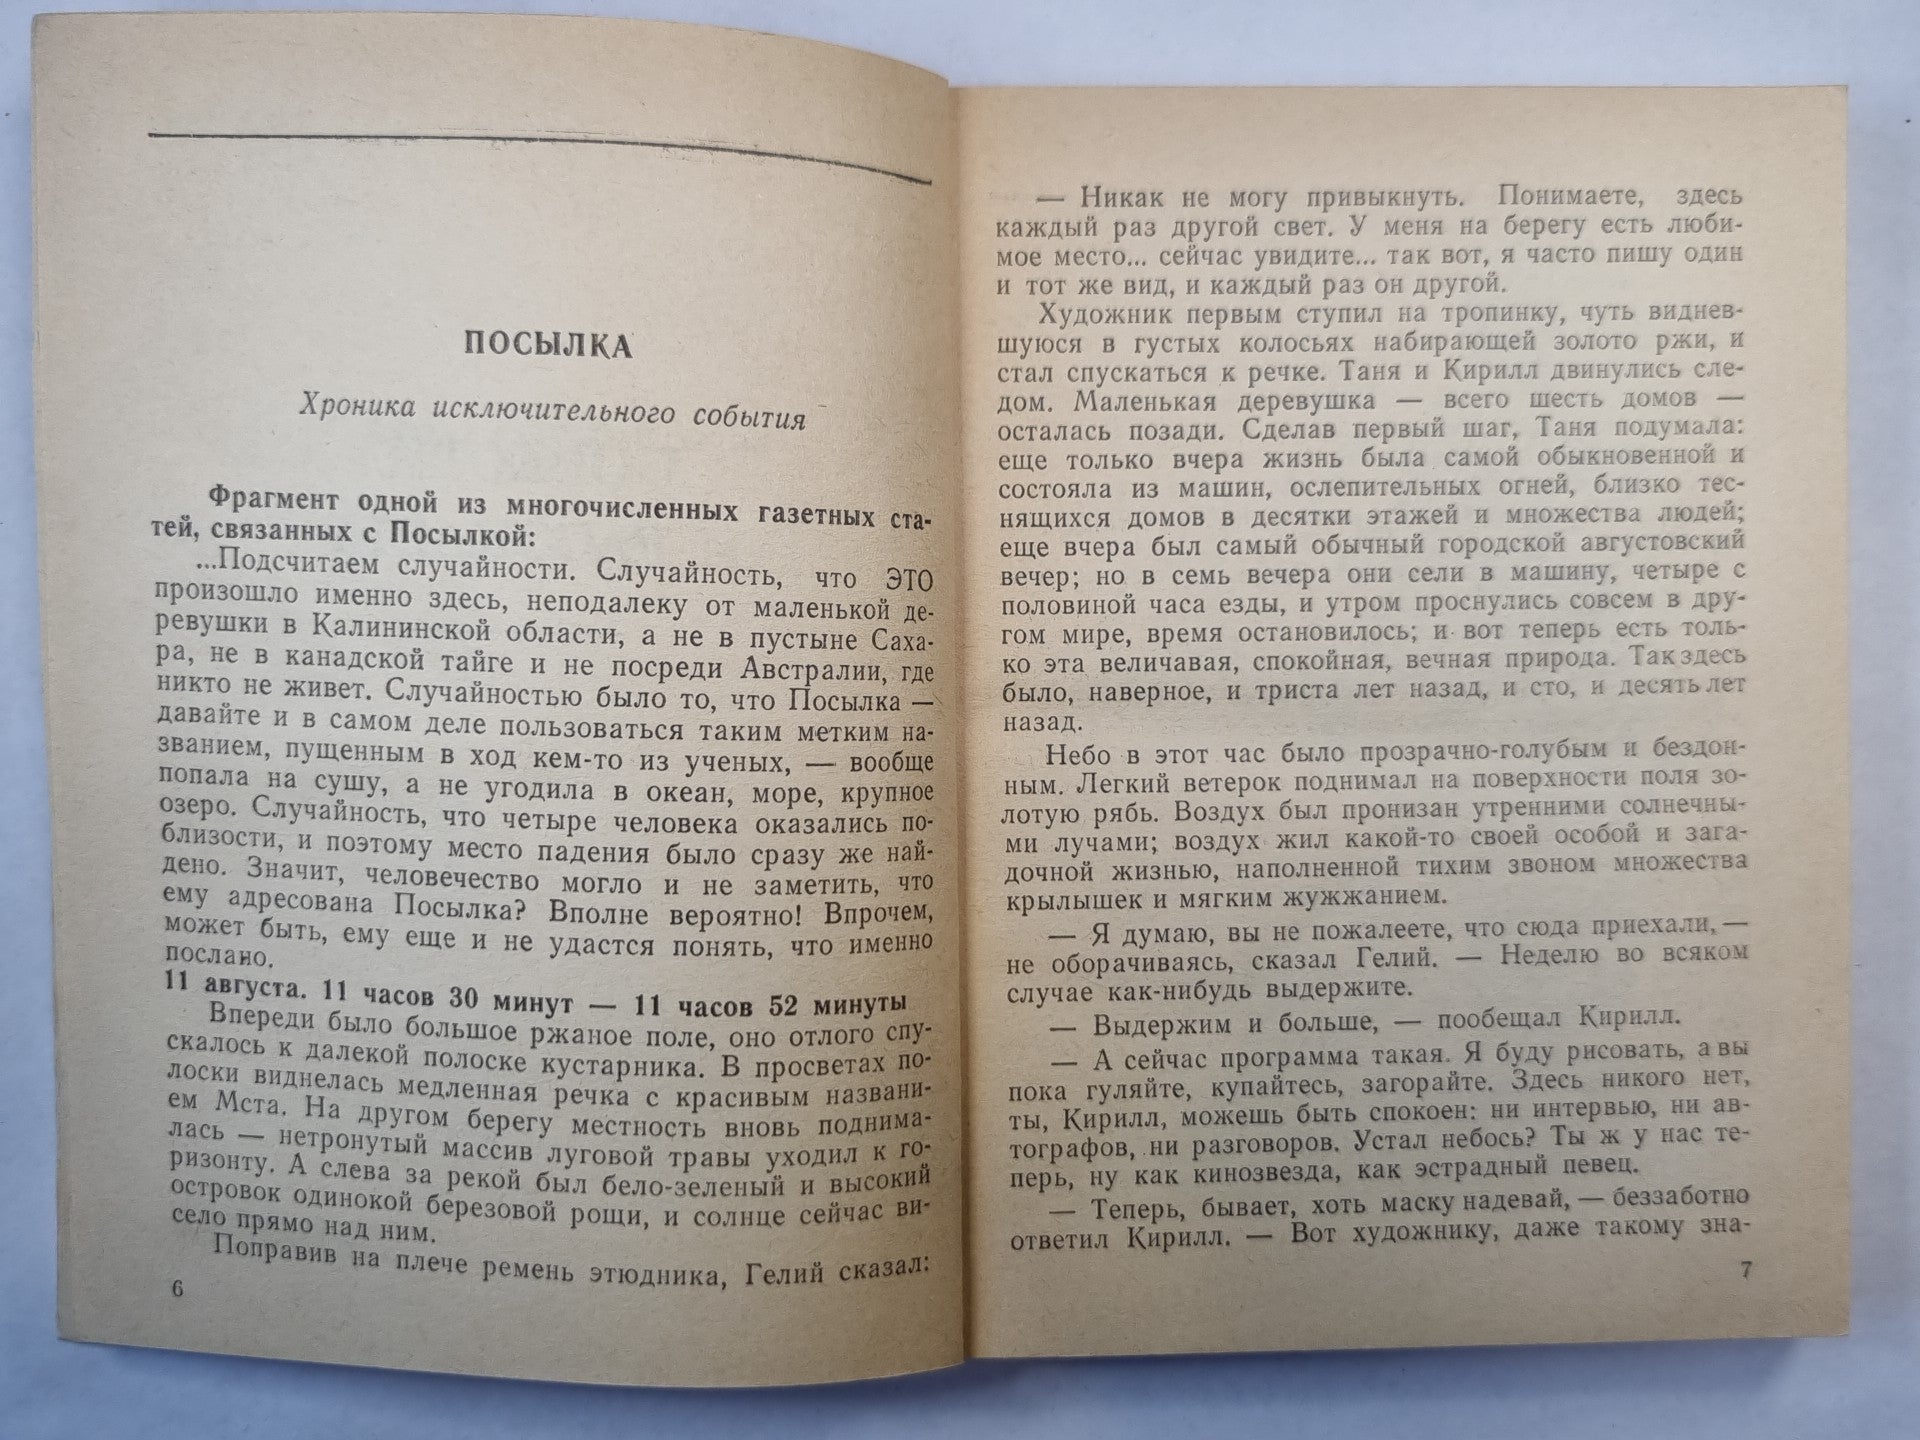 ПОСЫЛКА
Хроника исключительного события
Фрагмент одной из многочисленных газетных ста-
тей, связанных с Посылкой:
...Подсчитаем случайности. Случайность, что ЭТО
произошло именно здесь, неподалеку от маленькой де-
ревушки в Калининской области, а не в пустыне Саха-
ра, не в канадской тайге и не посреди Австралии, где
никто не живет. Случайностью было то, что Посылка —
давайте и в самом деле пользоваться таким метким на-
званием, пущенным в ход кем-то из ученых, — вообще
попала на сушу, а не угодила в океан, море, крупное
озеро. Случайность, что четыре человека оказались по-
близости, и поэтому место падения было сразу же най-
дено. Значит, человечество могло и не заметить, что
ему адресована Посылка? Вполне вероятно! Впрочем,
может быть, ему еще и не удастся понять, что именно
послано.
11 августа. 11 часов 30 минут — 11 часов 52 минуты
Впереди было большое ржаное поле, оно отлого спу-
скалось к далекой полоске кустарника. В просветах по-
лоски виднелась медленная речка с красивым названи-
ем Мста. На другом берегу местность вновь поднима-
лась — нетронутый массив луговой травы уходил к го-
ризонту. А слева за рекой был бело-зеленый и высокий
островок одинокой березовой рощи, и солнце сейчас ви-
село прямо над ним.
Поправив на плече ремень этюдника, Гелий сказал:
6
— Никак не могу привыкнуть. Понимаете, здесь
каждый раз другой свет. У меня на берегу есть люби-
мое место... сейчас увидите... так вот, я часто пишу один
и тот же вид, и каждый раз он другой.
Художник первым ступил на тропинку, чуть виднев-
шуюся в густых колосьях набирающей золото ржи, и
стал спускаться к речке. Таня и Кирилл двинулись сле-
дом. Маленькая деревушка — всего шесть домов —
осталась позади. Сделав первый шаг, Таня подумала:
еще только вчера жизнь была самой обыкновенной и
состояла из машин, ослепительных огней, близко тес-
нящихся домов в десятки этажей и множества людей;
еще вчера был самый обычный городской августовский
вечер; но в семь вечера они сели в машину, четыре с
половиной часа езды, и утром проснулись совсем в дру-
гом мире, время остановилось; и вот теперь есть толь-
ко эта величавая, спокойная, вечная природа. Так здесь
было, наверное, и триста лет назад, и сто, и десять лет
назад.
Небо в этот час было прозрачно-голубым и бездон-
ным. Легкий ветерок поднимал на поверхности поля зо-
лотую рябь. Воздух был пронизан утренними солнечны-
ми лучами; воздух жил какой-то своей особой и зага-
дочной жизнью, наполненной тихим звоном множества
крылышек и мягким жужжанием.
— Я думаю, вы не пожалеете, что сюда приехали, —
не оборачиваясь, сказал Гелий. — Неделю во всяком
случае как-нибудь выдержите.
— Выдержим и больше, — пообещал Кирилл.
— А сейчас программа такая. Я буду рисовать, а вы
пока гуляйте, купайтесь, загорайте. Здесь никого нет,
ты, Кирилл, можешь быть спокоен: ни интервью, ни ав-
тографов, ни разговоров. Устал небось? Ты ж у нас те-
перь, ну как кинозвезда, как эстрадный певец.
— Теперь, бывает, хоть маску надевай, — беззаботно
ответил Кирилл. — Вот художнику, даже такому зна-
7